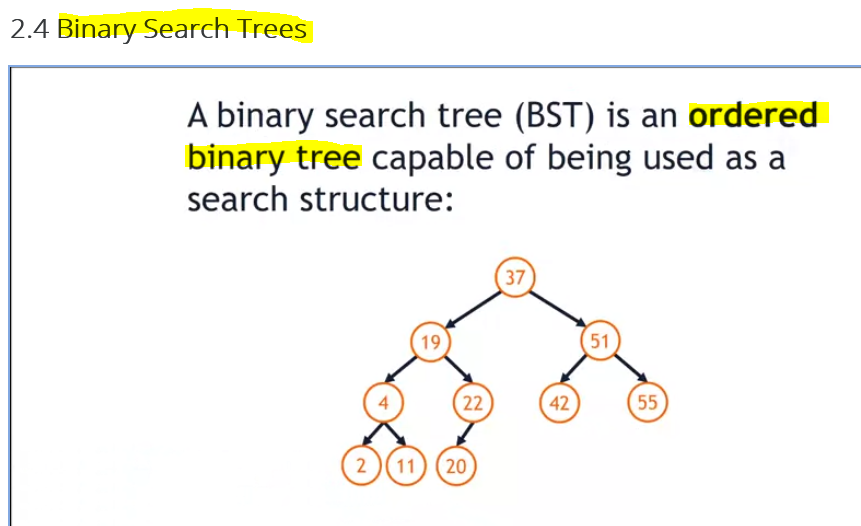 2.4 Binary Search Trees
A binary search tree (BST) is an ordered
binary tree capable of being used as a
search structure:
37
19 51
4 22 42 55
2 11 20